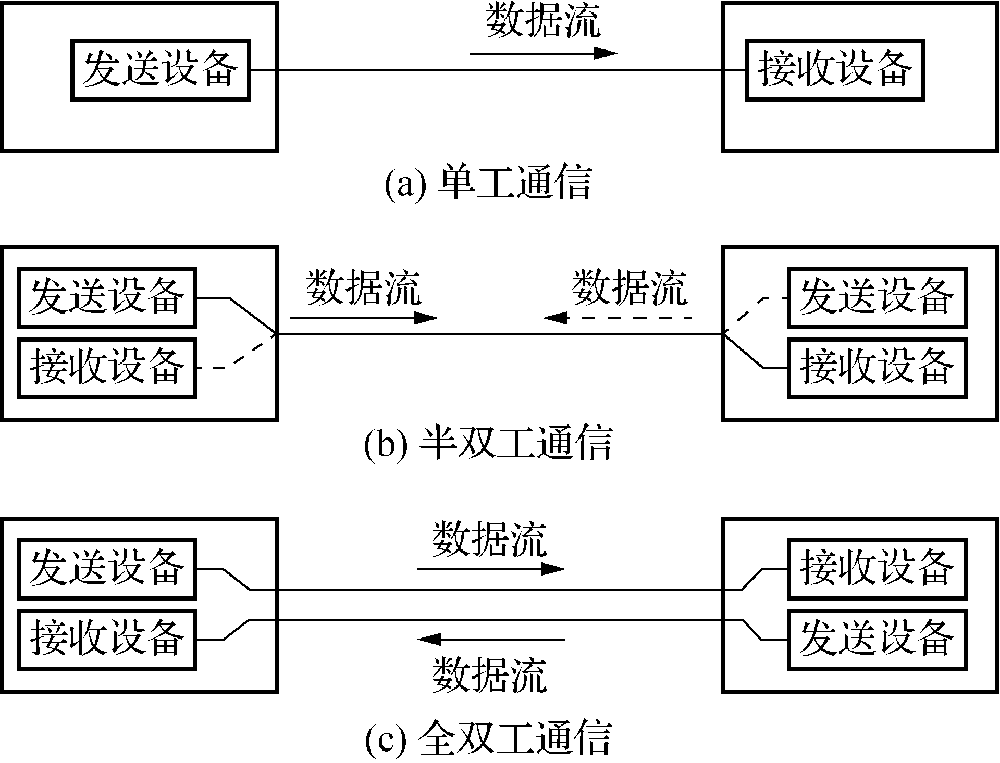 数据流
发送设备
接收设备
(a) 单工通信
数据流
数据流
发送设备
发送设备
接收设备
接收设备
(b) 半双工通信
数据流
发送设备
接收设备
接收设备
发送设备
数据流
(c) 全双工通信